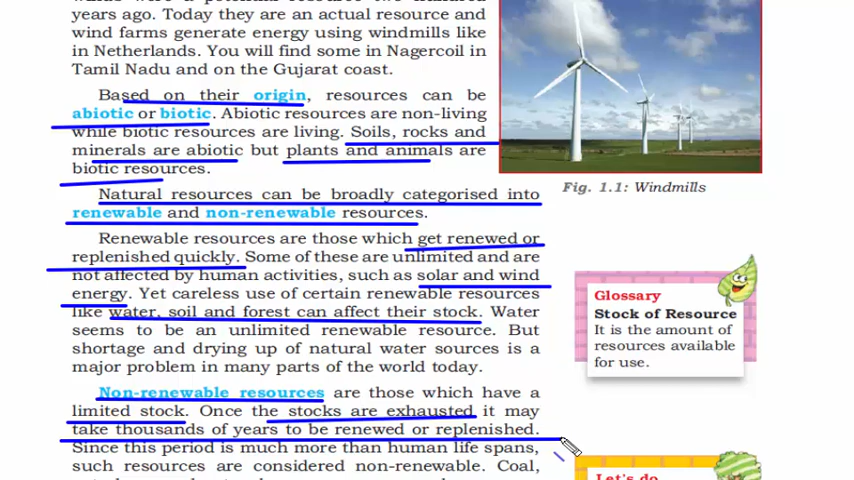 years ago. Today they are an actual resource and
wind farms generate energy using windmills like
in Netherlands. You will find some in Nagercoil in
Tamil Nadu and on the Gujarat coast.
Based on their origin, resources can be
abiotic or biotic. Abiotic resources are non-living
while biotic resources are living. Soils, rocks and
minerals are abiotic but plants and animals are
biotic resources.
Natural resources can be broadly categorised into
renewable and non-renewable resources.
Renewable resources are those which get renewed or
replenished quickly. Some of these are unlimited and are
not affected by human activities, such as solar and wind
energy. Yet careless use of certain renewable resources
like water, soil and forest can affect their stock. Water
seems to be an unlimited renewable resource. But
shortage and drying up of natural water sources is a
major problem in many parts of the world today.
Non-renewable resources are those which have a
limited stock. Once the stocks are exhausted it may
take thousands of years to be renewed or replenished.
Since this period is much more than human life spans,
such resources are considered non-renewable. Coal,
Fig. 1.1: Windmills
Glossary
Stock of Resource
It is the amount of
resources available
for use.
Let's do